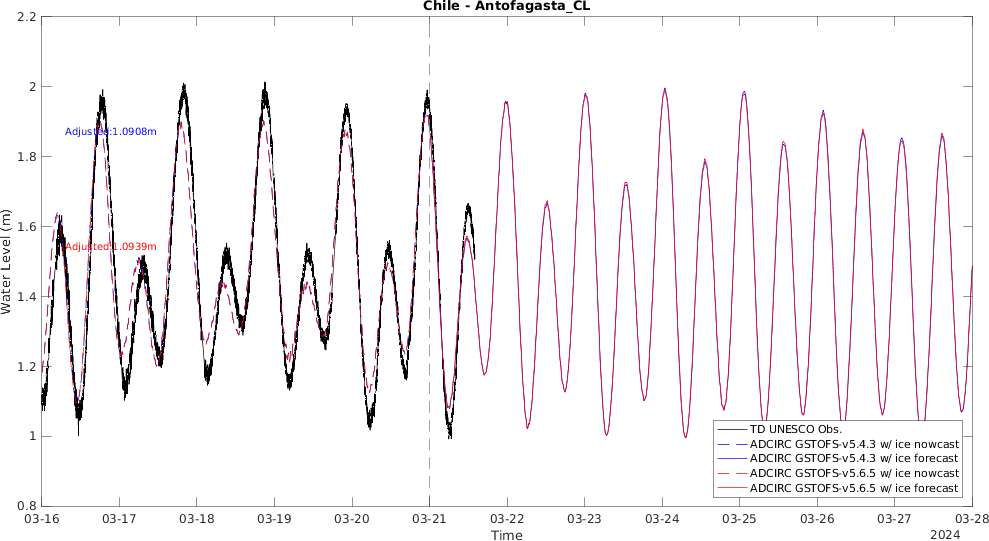 Chile - Antofagasta_CL
2.2
2
1.8
1.6
1.4
1.2
1
0.8
Water Level (m)
Adjusted:1.0908m
Adjusted:1.0939m
TD UNESCO Obs.
ADCIRC GSTOFS-v5.4.3 w/ ice nowcast
ADCIRC GSTOFS-v5.4.3 w/ ice forecast
ADCIRC GSTOFS-v5.6.5 w/ ice nowcast
ADCIRC GSTOFS-v5.6.5 w/ ice forecast
03-16 03-17 03-18 03-19 03-20 03-21 03-22 03-23 03-24 03-25 03-26 03-27 03-28
Time
2024